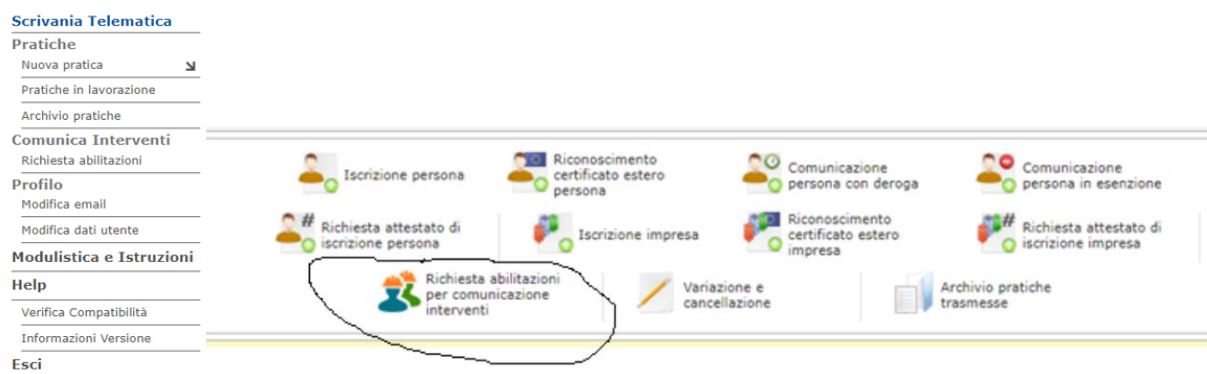 Scrivania Telematica
Pratiche
Nuova pratica
Pratiche in lavorazione
Archivio pratiche
Comunica Interventi
Richiesta abilitazioni
Profilo
Modifica email
Modifica dati utente
Modulistica e Istruzioni
Help
Verifica Compatibilità
Informazioni Versione
Esci
Iscrizione persona
Riconoscimento
certificato estero
persona
Comunicazione
persona con deroga
Comunicazione
persona in esenzione
#
Richiesta attestato di
iscrizione persona
Iscrizione impresa
Riconoscimento
certificato estero
impresa
#
Richiesta attestato di
iscrizione impresa
Richiesta abilitazioni
per comunicazione
interventi
Variazione e
cancellazione
Archivio pratiche
trasmesse